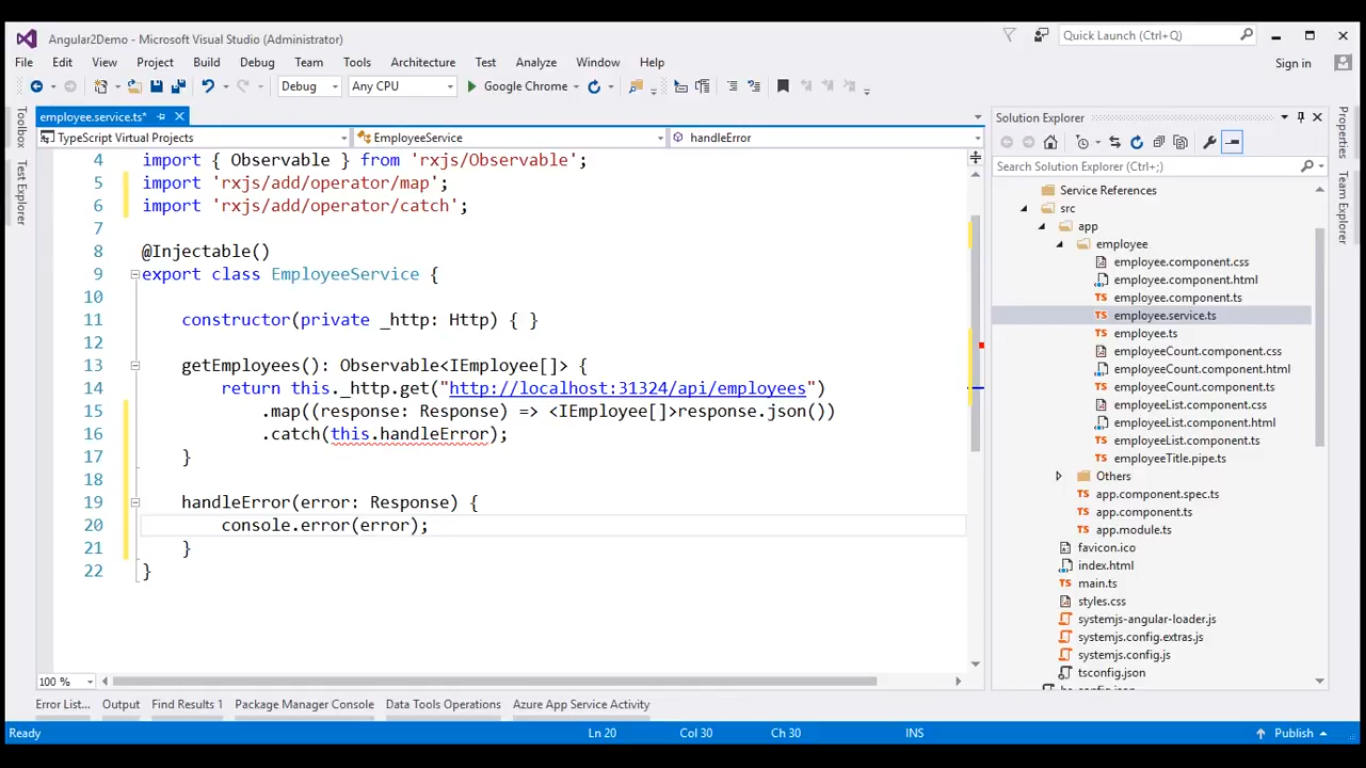 Angular2Demo - Microsoft Visual Studio (Administrator)
Quick Launch (Ctrl+Q)
File Edit View Project Build Debug Team Tools Architecture Test Analyze Window Help
Sign in
Debug Any CPU Google Chrome
Toolbox
Test Explorer
employee.service.ts*
TypeScript Virtual Projects EmployeeService handleError
4 import { Observable } from 'rxjs/Observable';
5 import 'rxjs/add/operator/map';
6 import 'rxjs/add/operator/catch';
7
8 @Injectable()
9 export class EmployeeService {
10
11 constructor(private _http: Http) { }
12
13 getEmployees(): Observable<IEmployee[]> {
14 return this._http.get("http://localhost:31324/api/employees")
15 .map((response: Response) => <IEmployee[]>response.json())
16 .catch(this.handleError);
17 }
18
19 handleError(error: Response) {
20 console.error(error);
21 }
22 }
100 %
Solution Explorer
Search Solution Explorer (Ctrl+;)
Service References
src
app
employee
employee.component.css
employee.component.html
employee.component.ts
employee.service.ts
employee.ts
employeeCount.component.css
employeeCount.component.html
employeeCount.component.ts
employeeList.component.css
employeeList.component.html
employeeList.component.ts
employeeTitle.pipe.ts
Others
app.component.spec.ts
app.component.ts
app.module.ts
favicon.ico
index.html
main.ts
styles.css
systemjs-angular-loader.js
systemjs.config.extras.js
systemjs.config.js
tsconfig.json
Properties
Team Explorer
Error List... Output Find Results 1 Package Manager Console Data Tools Operations Azure App Service Activity
Ready Ln 20 Col 30 Ch 30 INS Publish